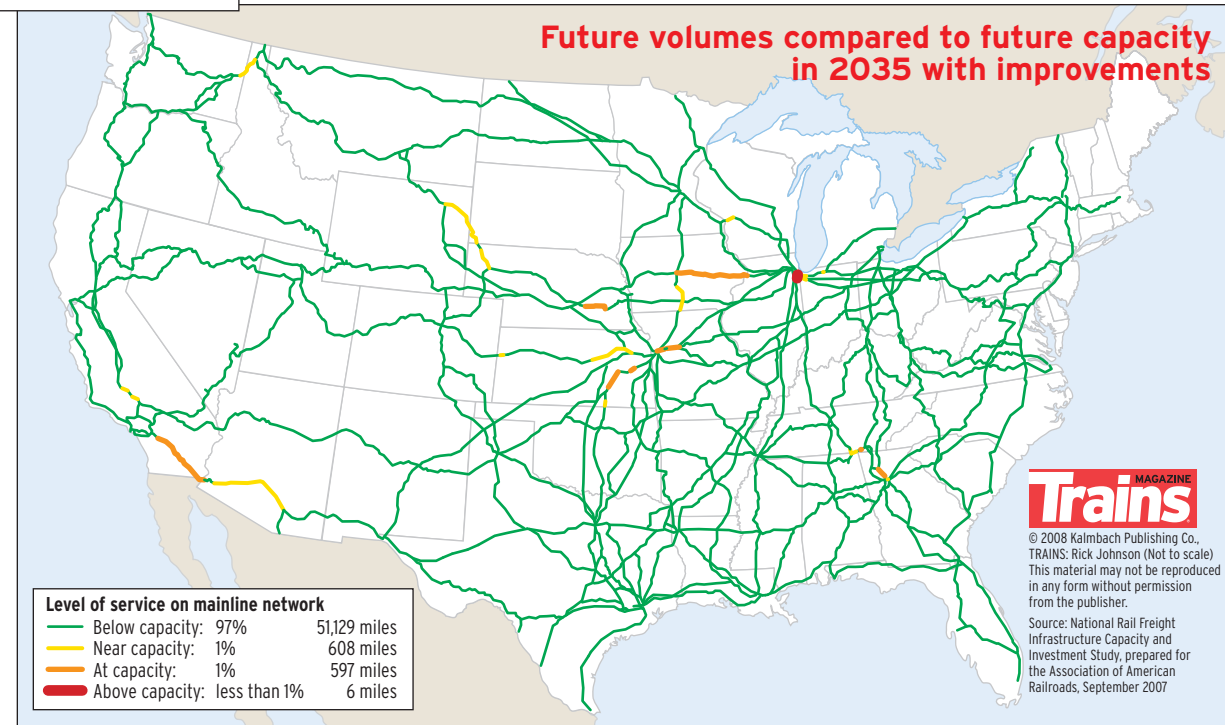 Future volumes compared to future capacity
in 2035 with improvements
Level of service on mainline network
Below capacity: 97% 51,129 miles
Near capacity: 1% 608 miles
At capacity: 1% 597 miles
Above capacity: less than 1% 6 miles
Trains MAGAZINE
© 2008 Kalmbach Publishing Co.,
TRAINS: Rick Johnson (Not to scale)
This material may not be reproduced
in any form without permission
from the publisher.
Source: National Rail Freight
Infrastructure Capacity and
Investment Study, prepared for
the Association of American
Railroads, September 2007